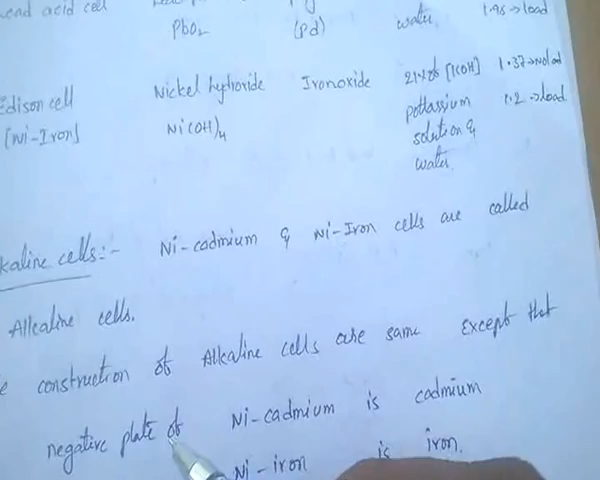 ead acid cell water 1.95→load
PbO2 (Pd)
Edison cell Nickel hydroxide Iron oxide 21% of [KOH] 1.37→no load
[Ni-Iron] Ni(OH)4 pottassium 1.2→load
solution &
water
kaline cells:- Ni-cadmium & Ni-Iron cells are called
Alkaline cells.
e construction of Alkaline cells are same Except that
negative plate of Ni-cadmium is cadmium
Ni-iron is iron.